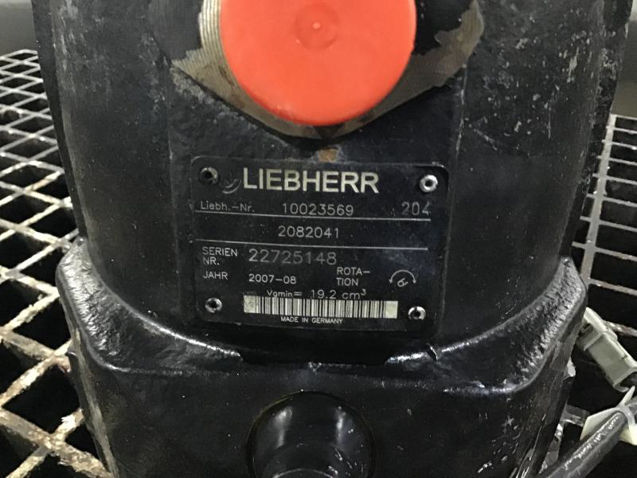 LIEBHERR
Liebh.-Nr. 10023569 204
2082041
SERIEN NR. 22725148
JAHR 2007-08 ROTA-TION
Vgmin= 19.2 cm³
MADE IN GERMANY